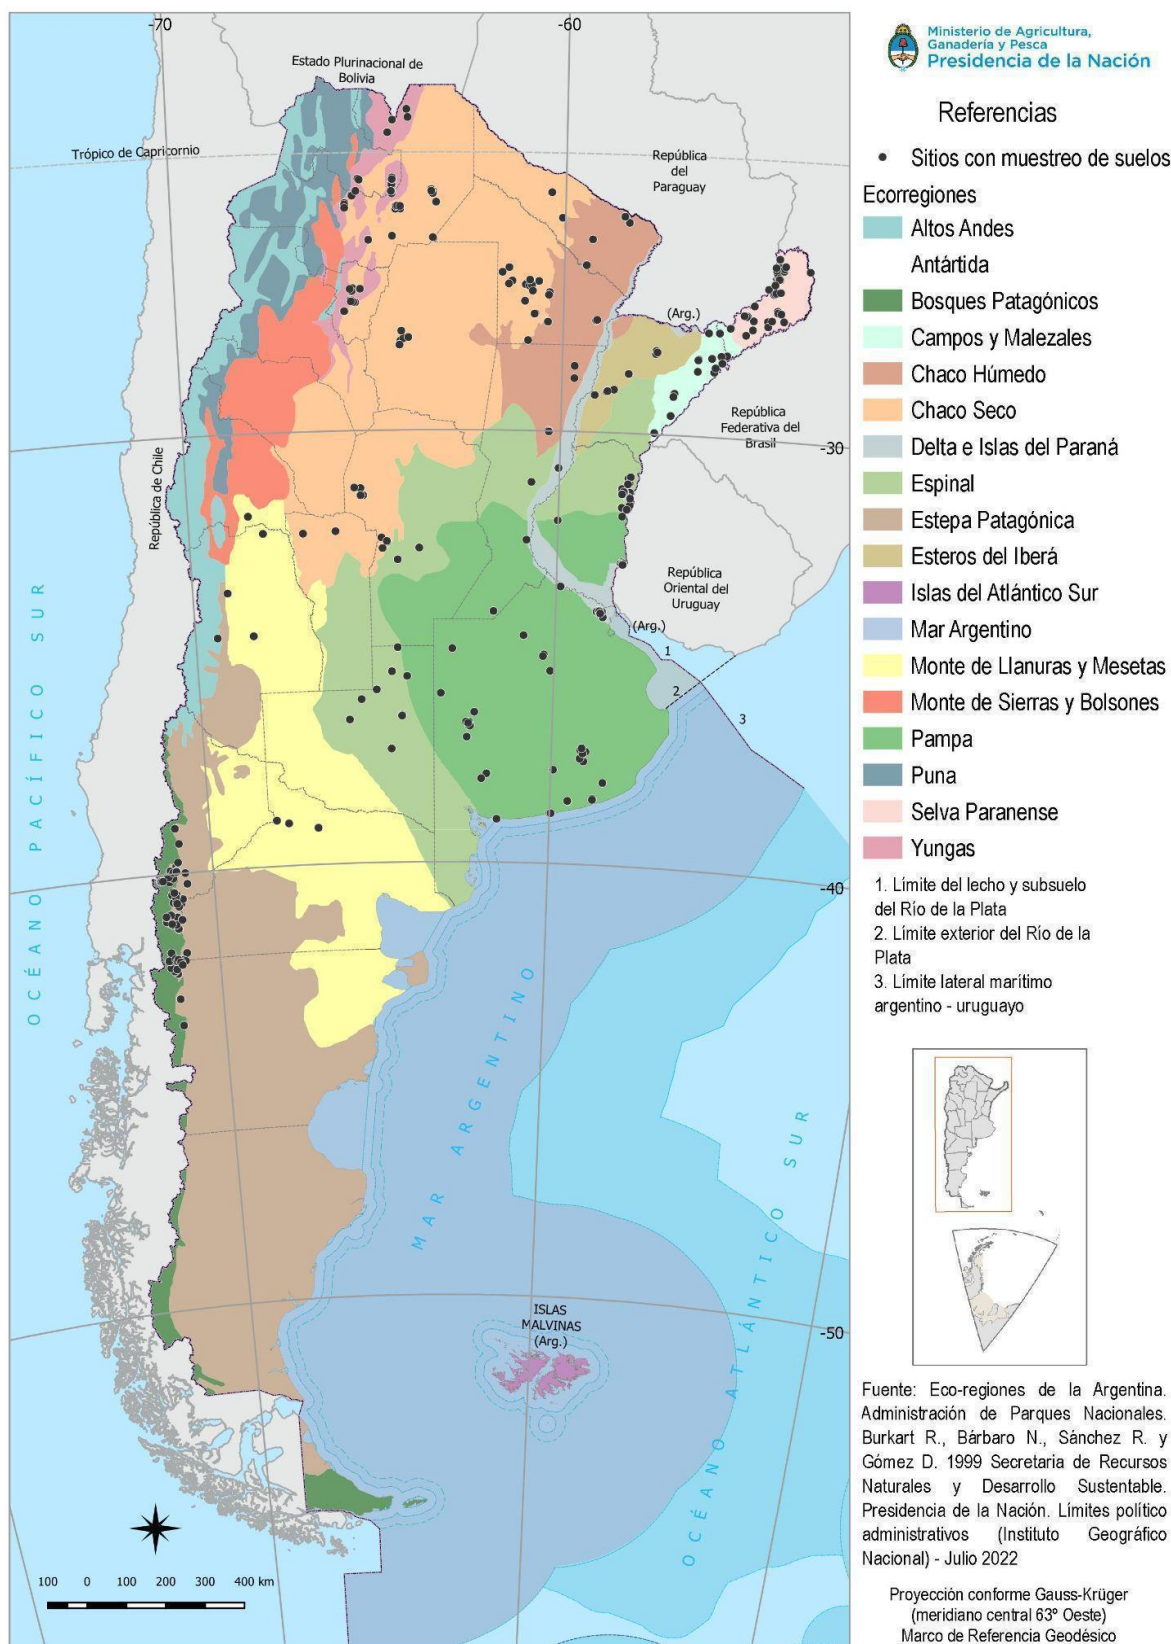 -70
-60
Estado Plurinacional de
Bolivia
Trópico de Capricornio
República
del
Paraguay
(Arg.)
República
Federativa del
Brasil
-30
República de Chile
República
Oriental del
Uruguay
(Arg.)
1
2
3
OCÉANO PACÍFICO SUR
-40
MAR ARGENTINO
OCÉANO ATLÁNTICO SUR
ISLAS
MALVINAS
(Arg.)
-50
100 0 100 200 300 400 km
Ministerio de Agricultura,
Ganadería y Pesca
Presidencia de la Nación
Referencias
Sitios con muestreo de suelos
Ecorregiones
Altos Andes
Antártida
Bosques Patagónicos
Campos y Malezales
Chaco Húmedo
Chaco Seco
Delta e Islas del Paraná
Espinal
Estepa Patagónica
Esteros del Iberá
Islas del Atlántico Sur
Mar Argentino
Monte de Llanuras y Mesetas
Monte de Sierras y Bolsones
Pampa
Puna
Selva Paranense
Yungas
1. Límite del lecho y subsuelo
del Río de la Plata
2. Límite exterior del Río de la
Plata
3. Límite lateral marítimo
argentino - uruguayo
Fuente: Eco-regiones de la Argentina.
Administración de Parques Nacionales.
Burkart R., Bárbaro N., Sánchez R. y
Gómez D. 1999 Secretaria de Recursos
Naturales y Desarrollo Sustentable.
Presidencia de la Nación. Límites político
administrativos (Instituto Geográfico
Nacional) - Julio 2022
Proyección conforme Gauss-Krüger
(meridiano central 63º Oeste)
Marco de Referencia Geodésico